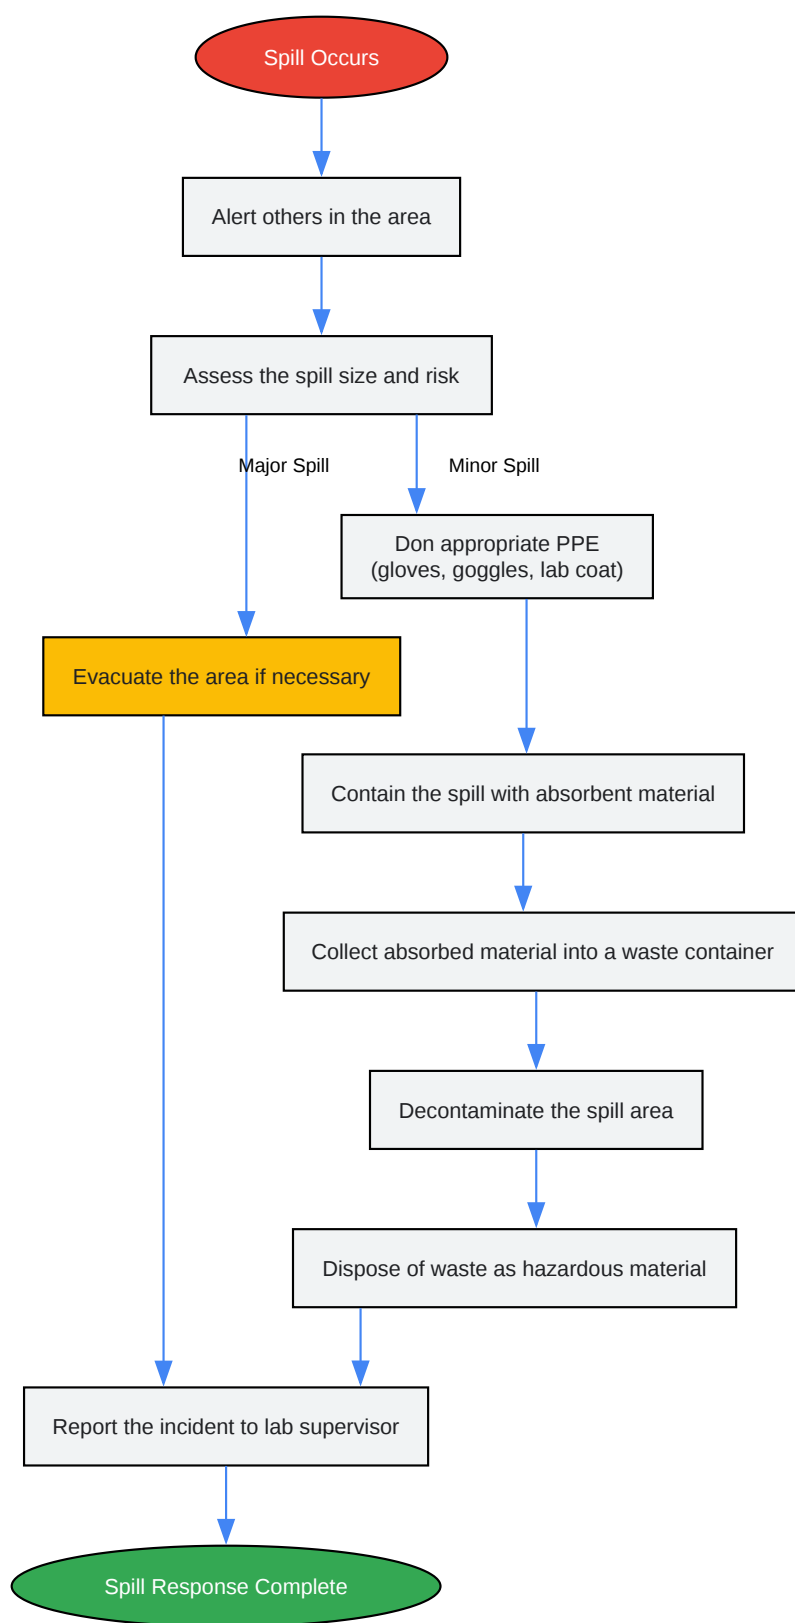 Spill Occurs
Alert others in the area
Assess the spill size and risk
Major Spill
Minor Spill
Don appropriate PPE
(gloves, goggles, lab coat)
Evacuate the area if necessary
Contain the spill with absorbent material
Collect absorbed material into a waste container
Decontaminate the spill area
Dispose of waste as hazardous material
Report the incident to lab supervisor
Spill Response Complete